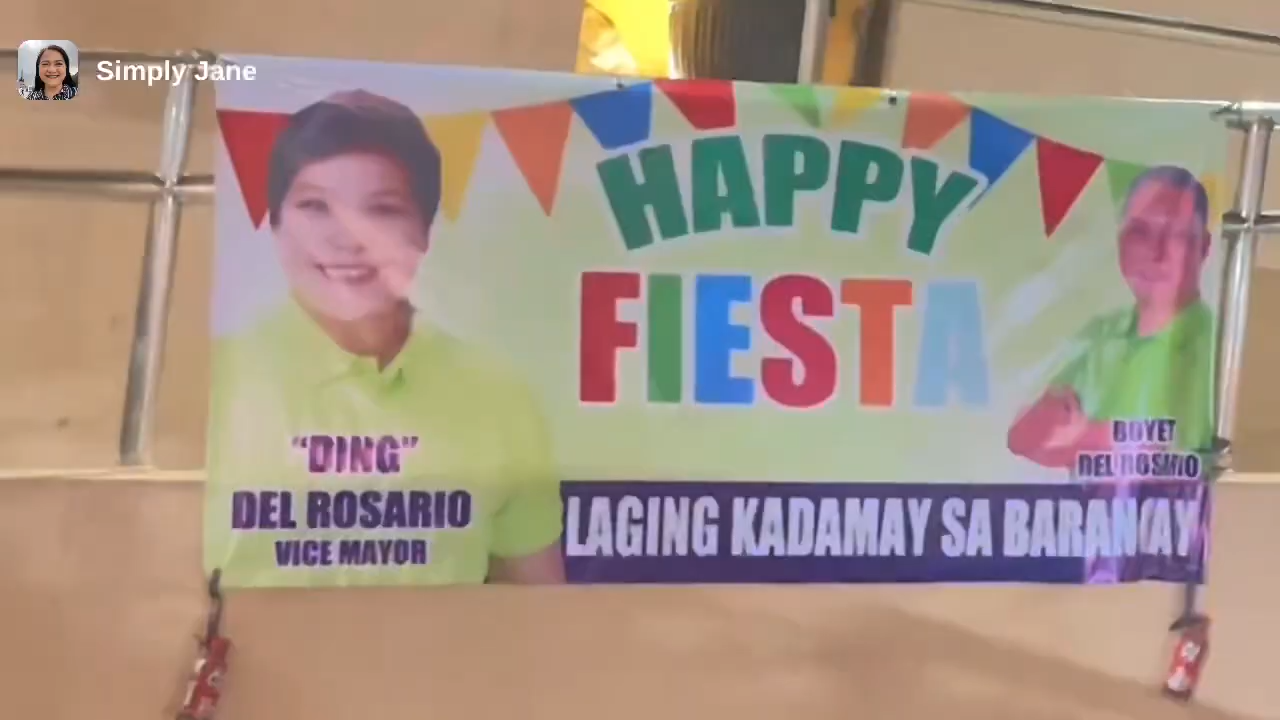 Simply Jane
HAPPY
FIESTA
"DING"
DEL ROSARIO
VICE MAYOR
BOYET
DEL ROSARIO
LAGING KADAMAY SA BARANGAY